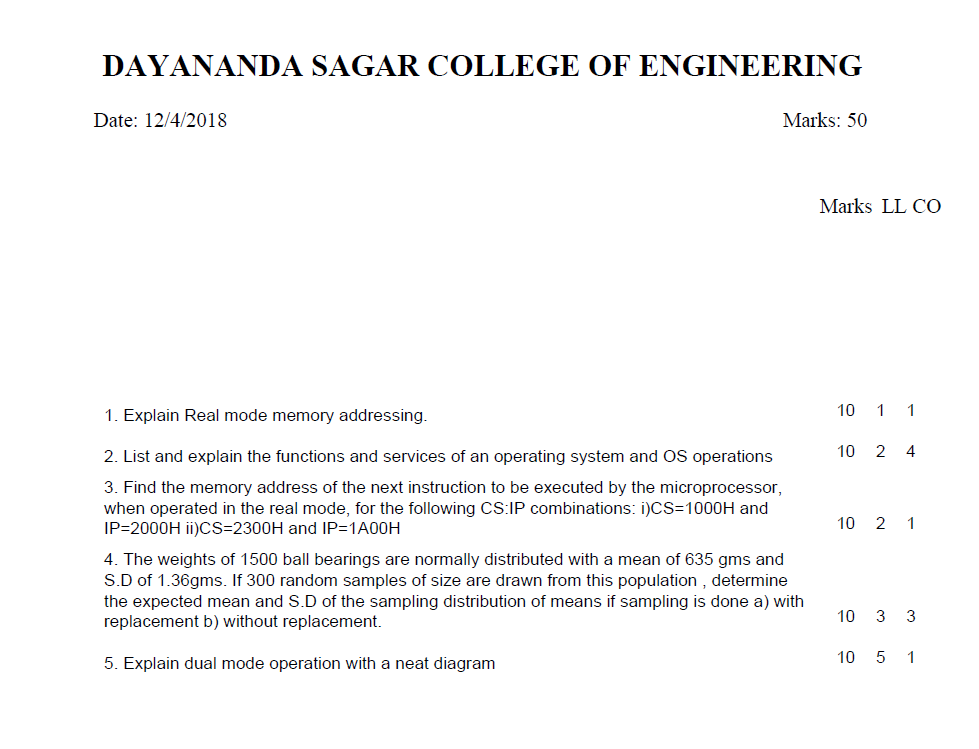 DAYANANDA SAGAR COLLEGE OF ENGINEERING
Date: 12/4/2018 Marks: 50
Marks LL CO
1. Explain Real mode memory addressing. 10 1 1
2. List and explain the functions and services of an operating system and OS operations 10 2 4
3. Find the memory address of the next instruction to be executed by the microprocessor,
when operated in the real mode, for the following CS:IP combinations: i)CS=1000H and
IP=2000H ii)CS=2300H and IP=1A00H 10 2 1
4. The weights of 1500 ball bearings are normally distributed with a mean of 635 gms and
S.D of 1.36gms. If 300 random samples of size are drawn from this population , determine
the expected mean and S.D of the sampling distribution of means if sampling is done a) with
replacement b) without replacement. 10 3 3
5. Explain dual mode operation with a neat diagram 10 5 1